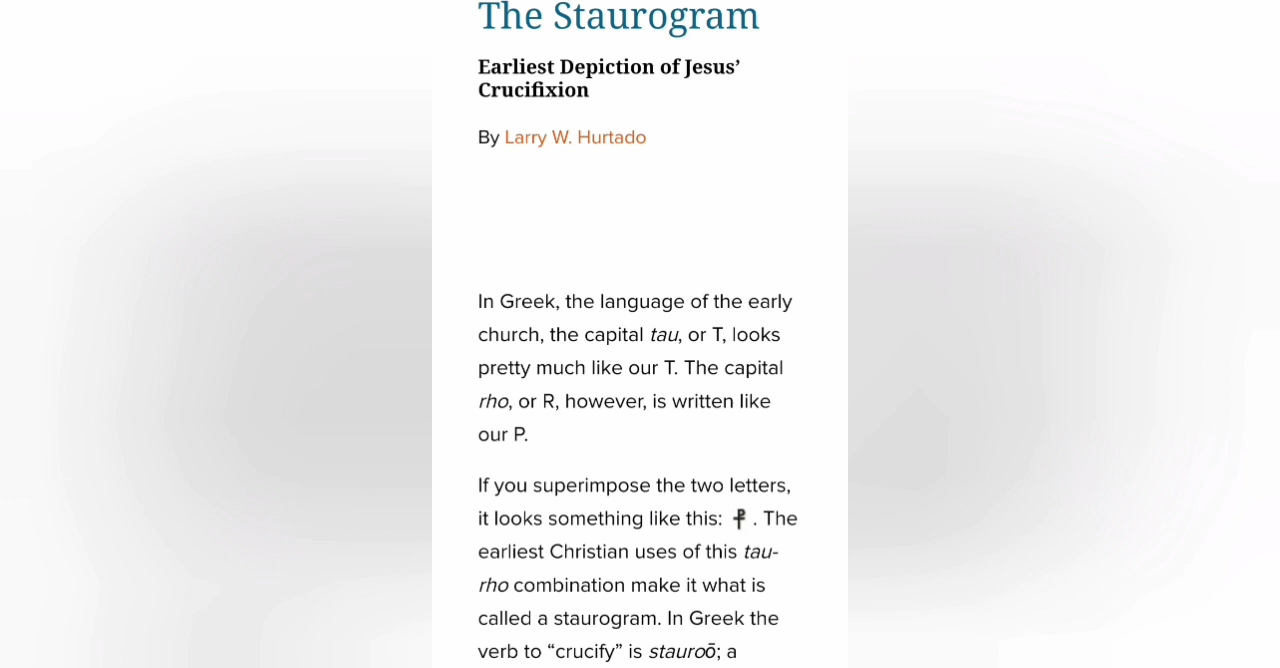 The Staurogram
Earliest Depiction of Jesus’
Crucifixion
By Larry W. Hurtado
In Greek, the language of the early
church, the capital tau, or T, looks
pretty much like our T. The capital
rho, or R, however, is written like
our P.
If you superimpose the two letters,
it looks something like this: ⳨ . The
earliest Christian uses of this tau-
rho combination make it what is
called a staurogram. In Greek the
verb to “crucify” is stauroō; a